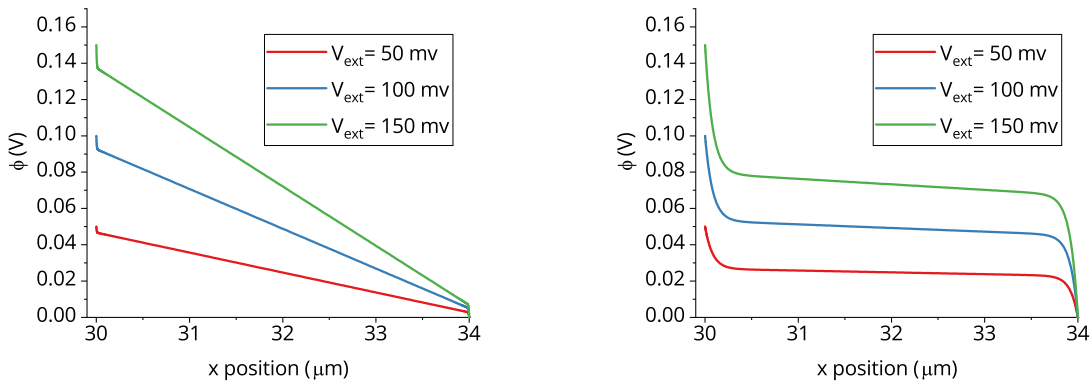 0.16
0.14
0.12
0.10
0.08
0.06
0.04
0.02
0.00
ϕ (V)
30
31
32
33
34
x position (μm)
Vext= 50 mv
Vext= 100 mv
Vext= 150 mv
0.16
0.14
0.12
0.10
0.08
0.06
0.04
0.02
0.00
ϕ (V)
30
31
32
33
34
x position (μm)
Vext= 50 mv
Vext= 100 mv
Vext= 150 mv